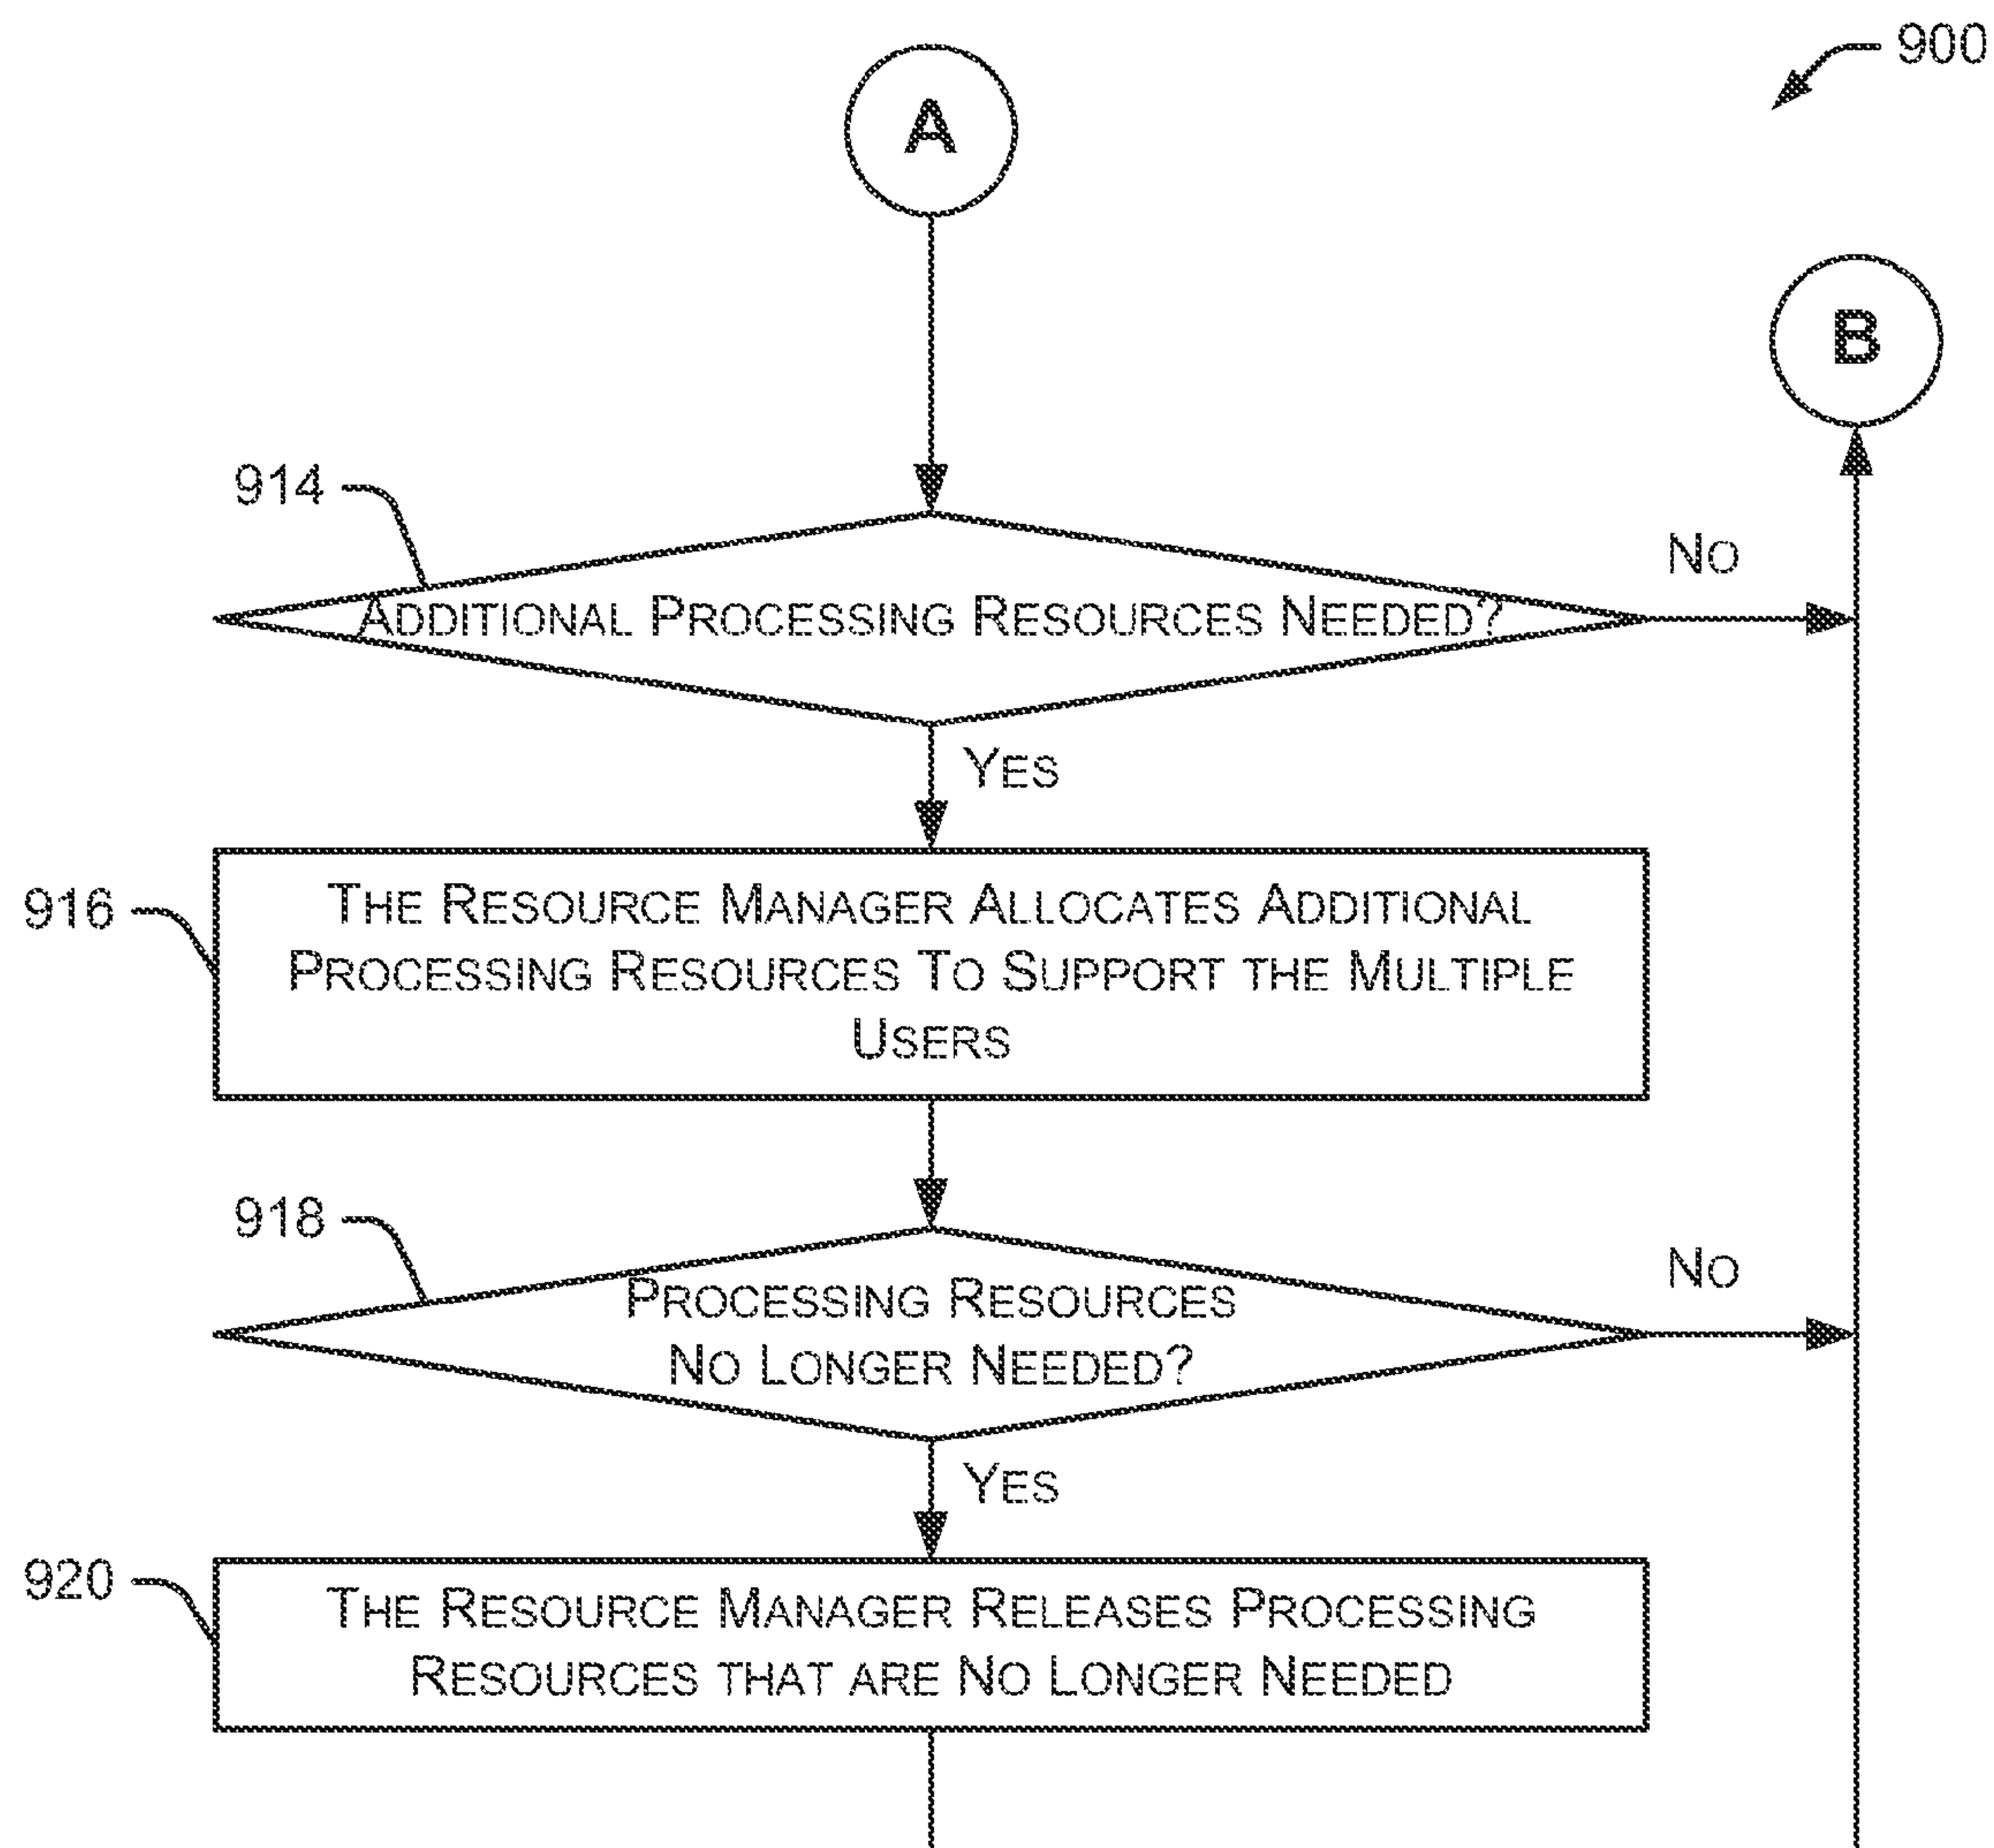 900
A
B
914
No
Additional Processing Resources Needed?
Yes
916
The Resource Manager Allocates Additional
Processing Resources To Support the Multiple
Users
918
No
Processing Resources
No Longer Needed?
Yes
920
The Resource Manager Releases Processing
Resources that are No Longer Needed